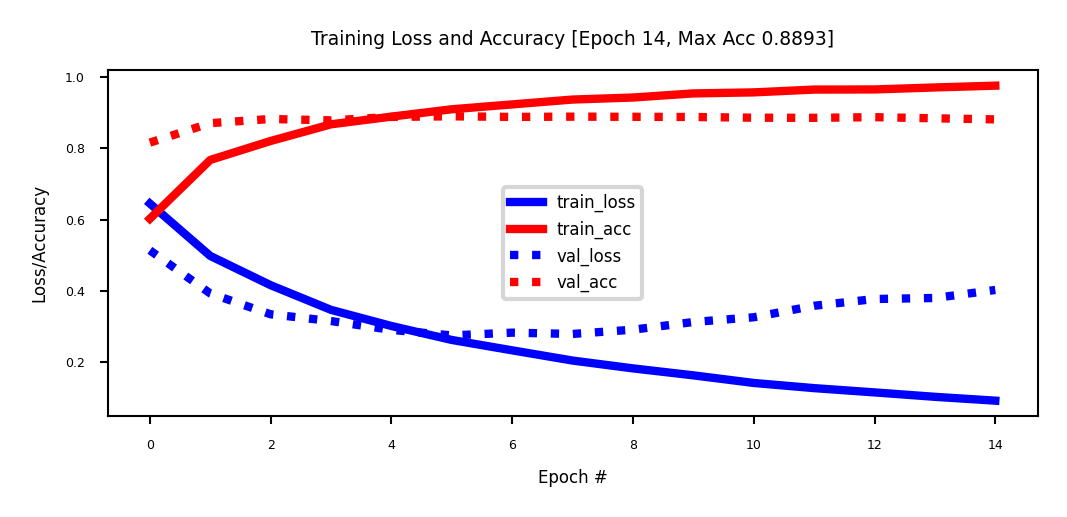 Training Loss and Accuracy [Epoch 14, Max Acc 0.8893]
1.0
0.8
0.6
0.4
0.2
Loss/Accuracy
train_loss
train_acc
val_loss
val_acc
0 2 4 6 8 10 12 14
Epoch #